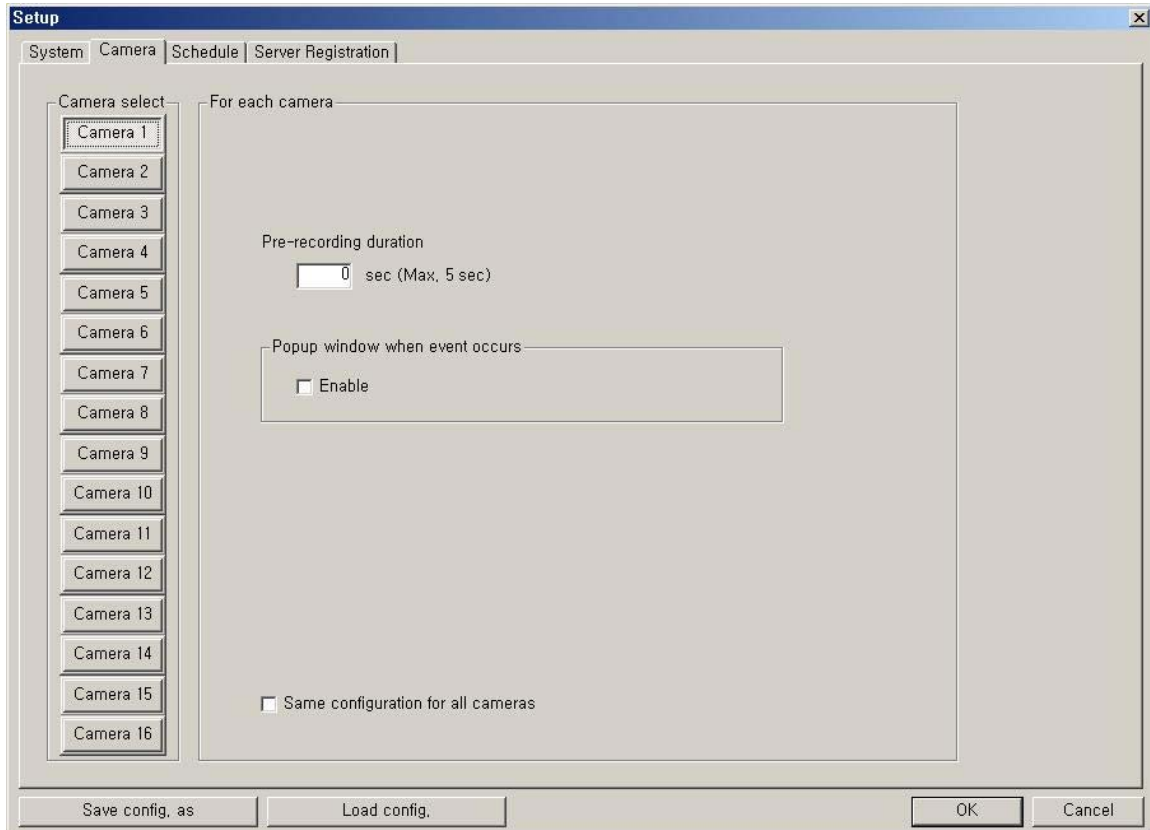 Setup
System Camera Schedule Server Registration
Camera select
Camera 1
Camera 2
Camera 3
Camera 4
Camera 5
Camera 6
Camera 7
Camera 8
Camera 9
Camera 10
Camera 11
Camera 12
Camera 13
Camera 14
Camera 15
Camera 16
For each camera
Pre-recording duration
0 sec (Max, 5 sec)
Popup window when event occurs
Enable
Same configuration for all cameras
Save config, as Load config, OK Cancel